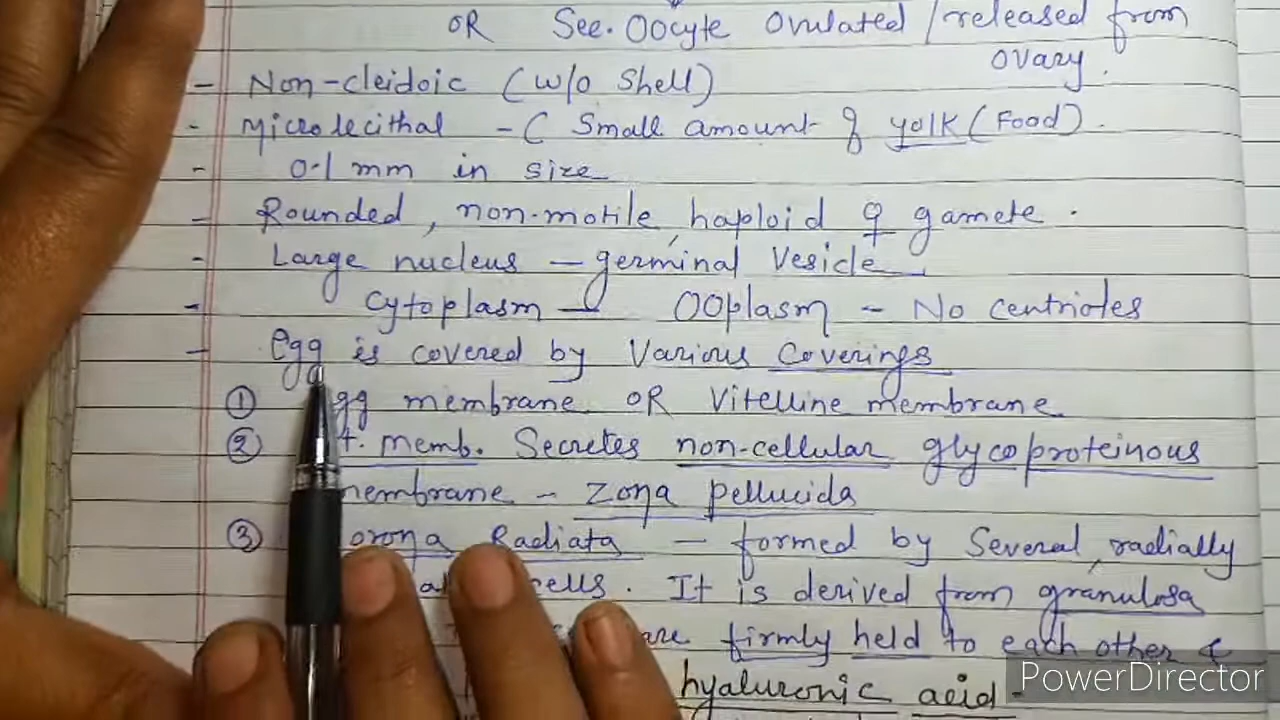 OR See. Oocyte Ovulated / released from
ovary.
- Non-cleidoic (w/o Shell)
- Microlecithal - ( Small amount of yolk (Food).
- 0.1 mm in size
- Rounded, non-motile, haploid ♀ gamete.
- Large nucleus - germinal Vesicle
- Cytoplasm - OOplasm - No centrioles
- Egg is covered by Various Coverings
① gg membrane OR Vitelline membrane
② t. memb. Secretes non-cellular glycoproteinous
membrane - Zona pellucida
③ orona Radiata - formed by Several radially
cells. It is derived from granulosa
are firmly held to each other &
hyaluronic acid -
PowerDirector